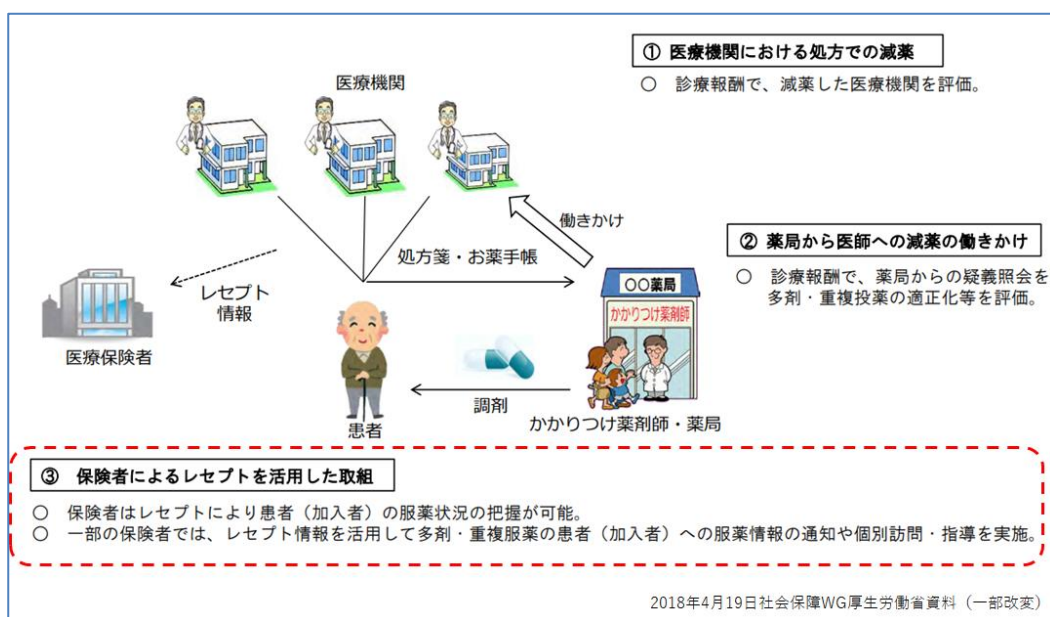 ① 医療機関における処方での減薬
○ 診療報酬で、減薬した医療機関を評価。
医療機関
働きかけ
② 薬局から医師への減薬の働きかけ
○ 診療報酬で、薬局からの疑義照会を
多剤・重複投薬の適正化等を評価。
処方箋・お薬手帳
レセプト
情報
医療保険者
〇〇薬局
かかりつけ薬剤師
調剤
患者
かかりつけ薬剤師・薬局
③ 保険者によるレセプトを活用した取組
○ 保険者はレセプトにより患者（加入者）の服薬状況の把握が可能。
○ 一部の保険者では、レセプト情報を活用して多剤・重複服薬の患者（加入者）への服薬情報の通知や個別訪問・指導を実施。
2018年4月19日社会保障WG厚生労働省資料（一部改変）